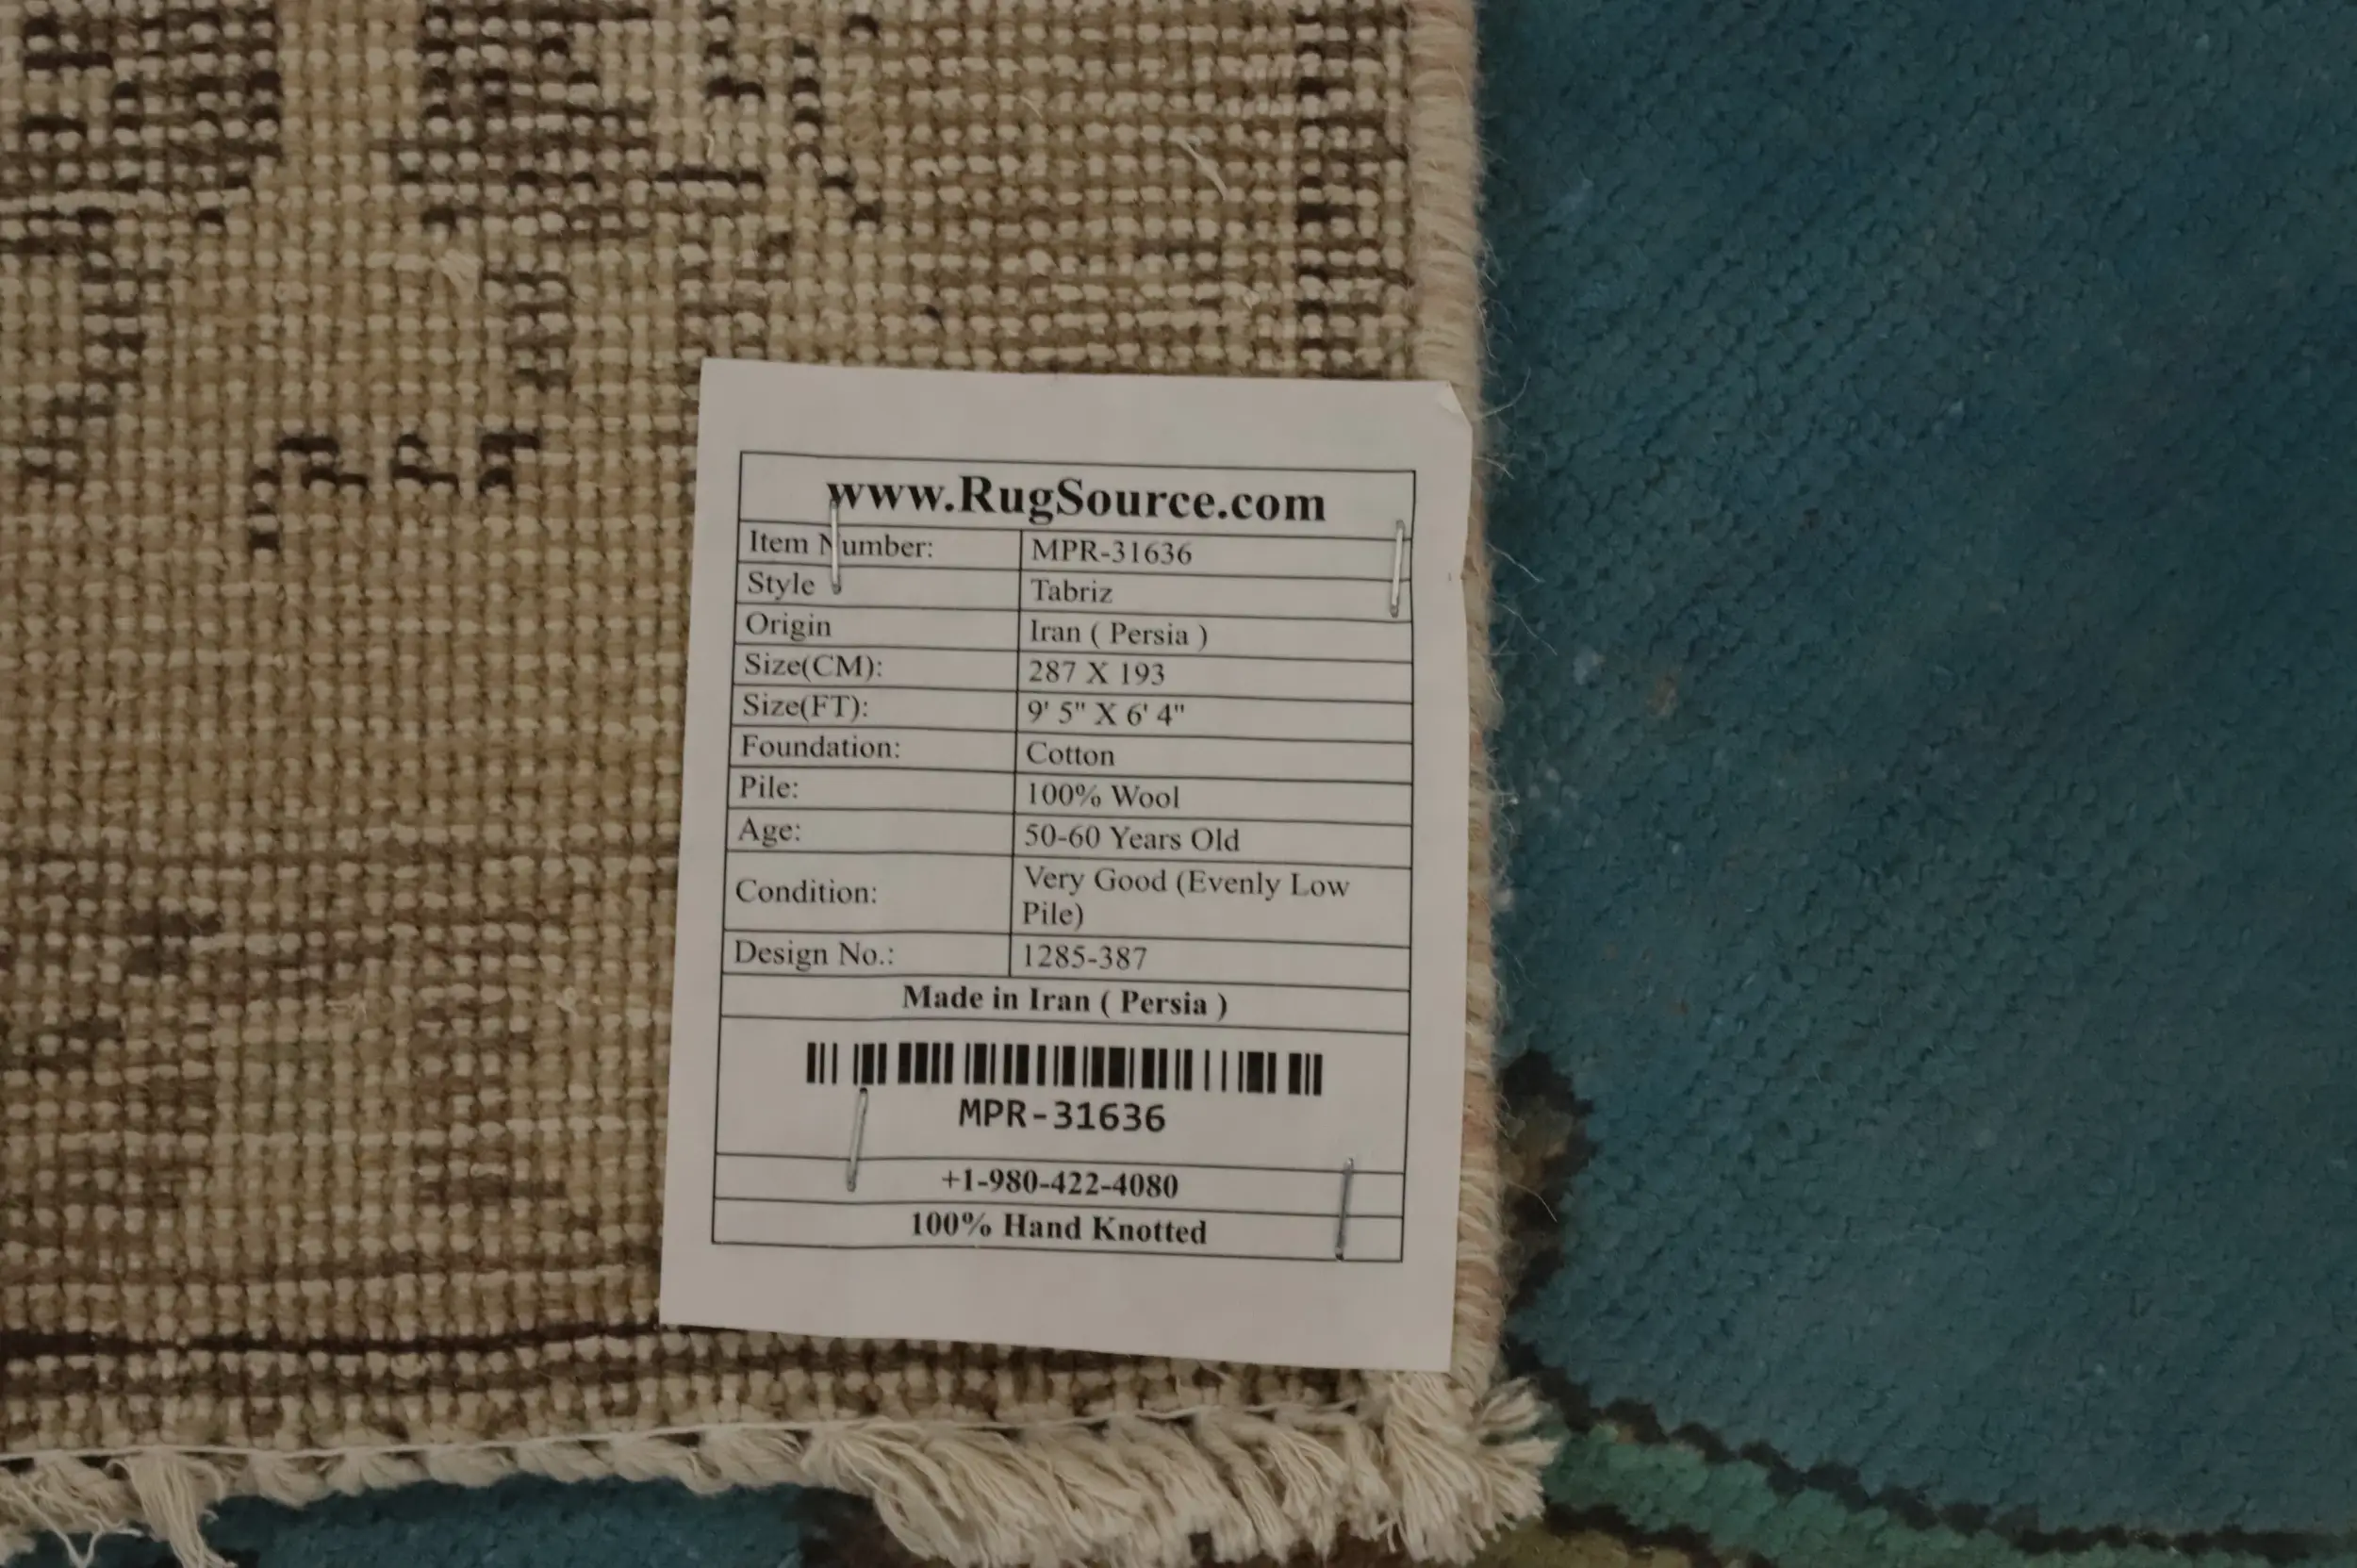 www.RugSource.com
Item Number: MPR-31636
Style Tabriz
Origin Iran ( Persia )
Size(CM): 287 X 193
Size(FT): 9' 5" X 6' 4"
Foundation: Cotton
Pile: 100% Wool
Age: 50-60 Years Old
Condition: Very Good (Evenly Low
Pile)
Design No.: 1285-387
Made in Iran ( Persia )
MPR-31636
+1-980-422-4080
100% Hand Knotted